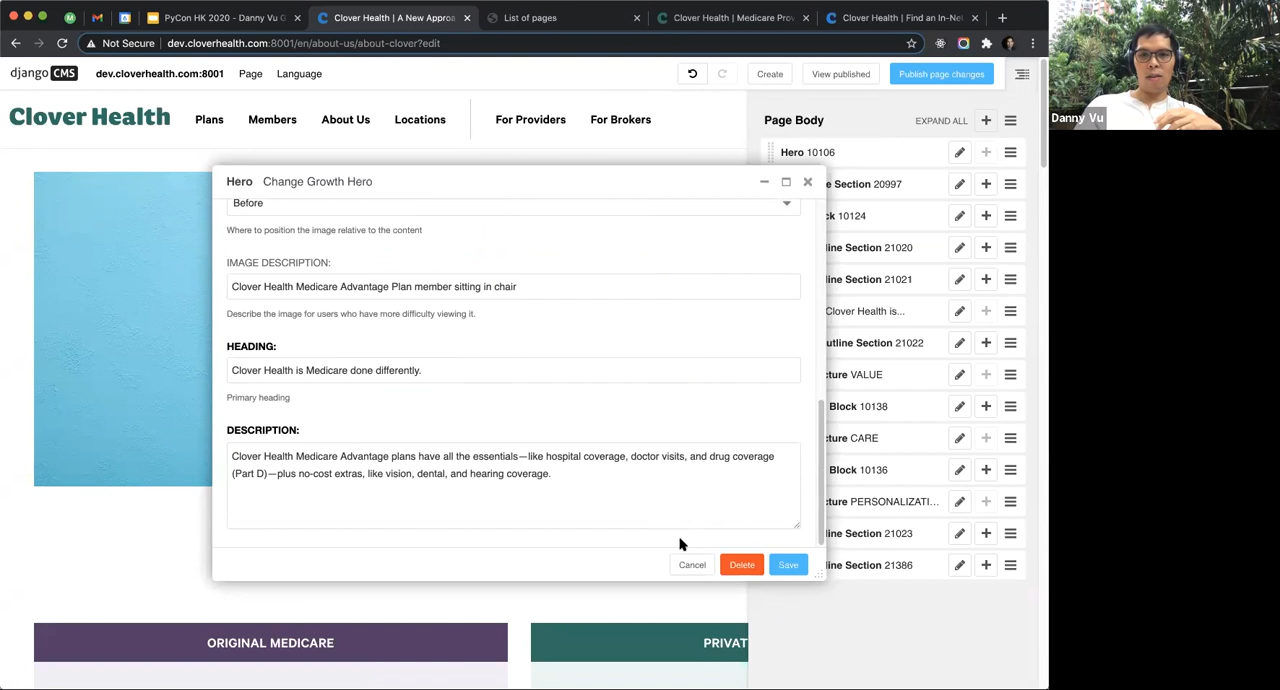 PyCon HK 2020 - Danny Vu G
Clover Health | A New Approa
List of pages
Clover Health | Medicare Prov
Clover Health | Find an In-Net
Not Secure | dev.cloverhealth.com:8001/en/about-us/about-clover?edit
django CMS dev.cloverhealth.com:8001 Page Language Create View published Publish page changes
Clover Health Plans Members About Us Locations For Providers For Brokers
Page Body EXPAND ALL
Hero 10106
e Section 20997
ck 10124
line Section 21020
line Section 21021
Clover Health is...
utline Section 21022
cture VALUE
Block 10138
cture CARE
Block 10136
cture PERSONALIZATI...
line Section 21023
line Section 21386
Hero Change Growth Hero
Before
Where to position the image relative to the content
IMAGE DESCRIPTION:
Clover Health Medicare Advantage Plan member sitting in chair
Describe the image for users who have more difficulty viewing it.
HEADING:
Clover Health is Medicare done differently.
Primary heading
DESCRIPTION:
Clover Health Medicare Advantage plans have all the essentials—like hospital coverage, doctor visits, and drug coverage
(Part D)—plus no-cost extras, like vision, dental, and hearing coverage.
Cancel Delete Save
ORIGINAL MEDICARE
PRIVAT
Danny Vu